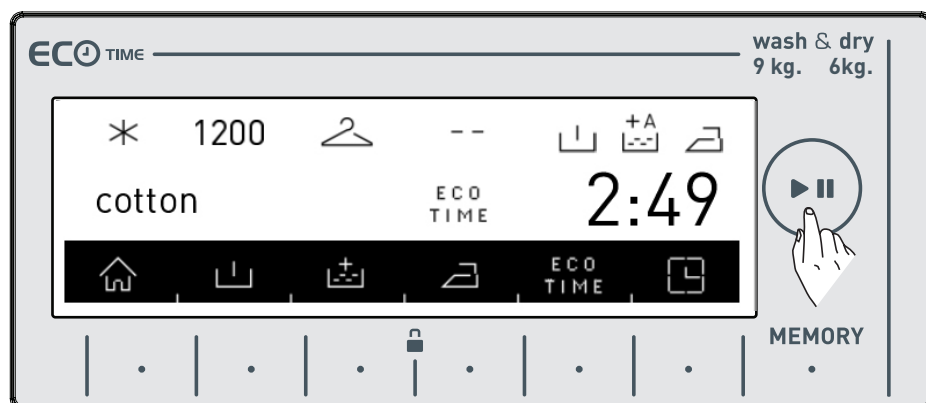 ECO TIME
wash & dry
9 kg. 6kg.
1200 --
+A
cotton
ECO
TIME
2:49
ECO
TIME
MEMORY